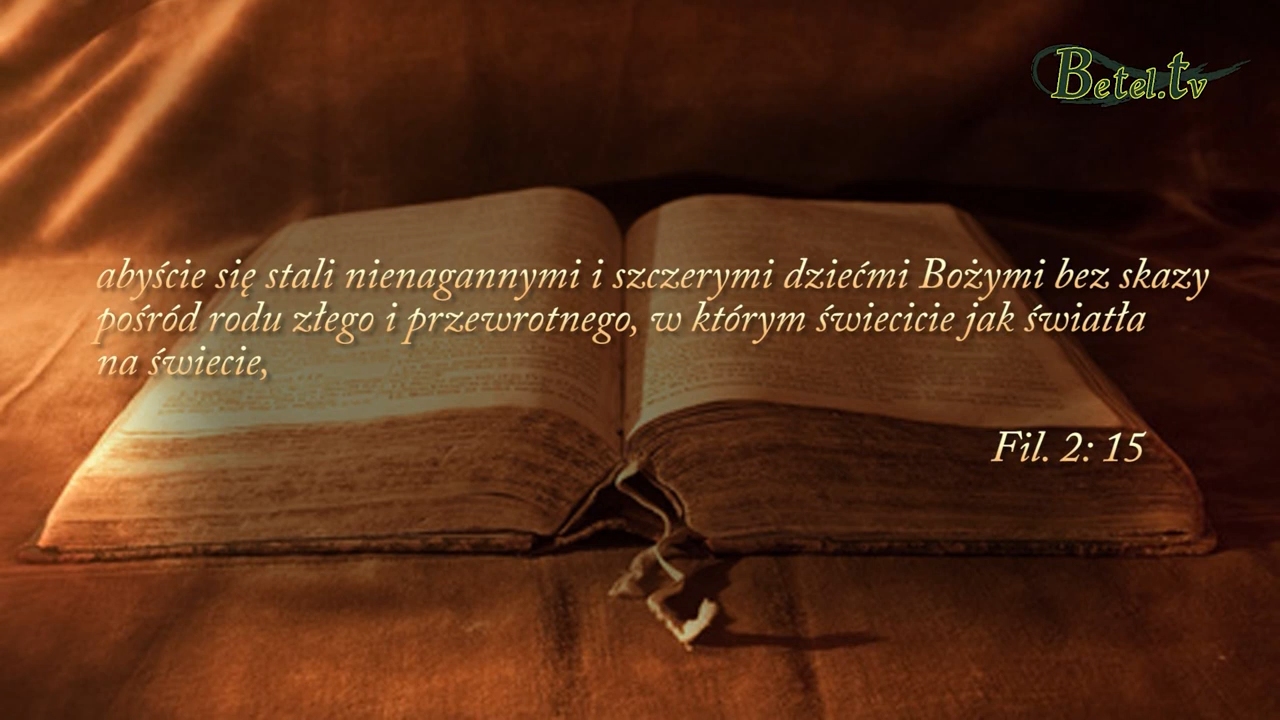 Betel.tv
abyście się stali nienagannymi i szczerymi dziećmi Bożymi bez skazy
pośród rodu złego i przewrotnego, w którym świecicie jak światła
na świecie,
Fil. 2: 15